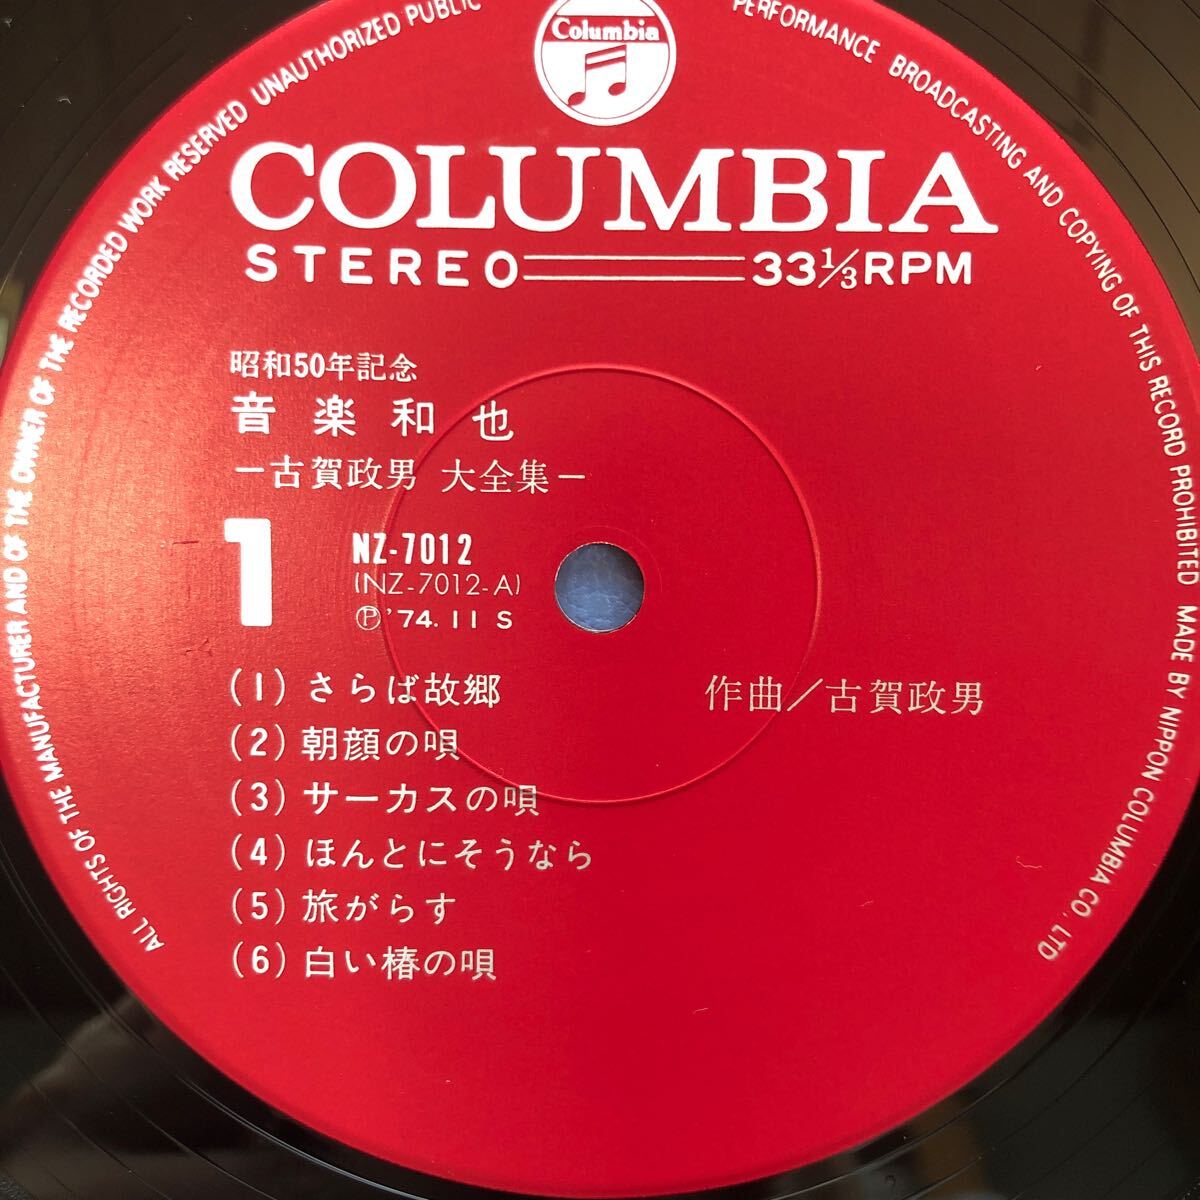 Columbia
COLUMBIA
STEREO 33⅓RPM
昭和50年記念
音楽和也
−古賀政男 大全集−
1
NZ-7012
(NZ-7012-A)
Ⓟ'74.11 S
(1) さらば故郷
作曲/古賀政男
(2) 朝顔の唄
(3) サーカスの唄
(4) ほんとにそうなら
(5) 旅がらす
(6) 白い椿の唄
ALL RIGHTS OF THE MANUFACTURER AND OF THE OWNER OF THE RECORDED WORK RESERVED UNAUTHORIZED PUBLIC PERFORMANCE BROADCASTING AND COPYING OF THIS RECORD PROHIBITED MADE BY NIPPON COLUMBIA CO., LTD